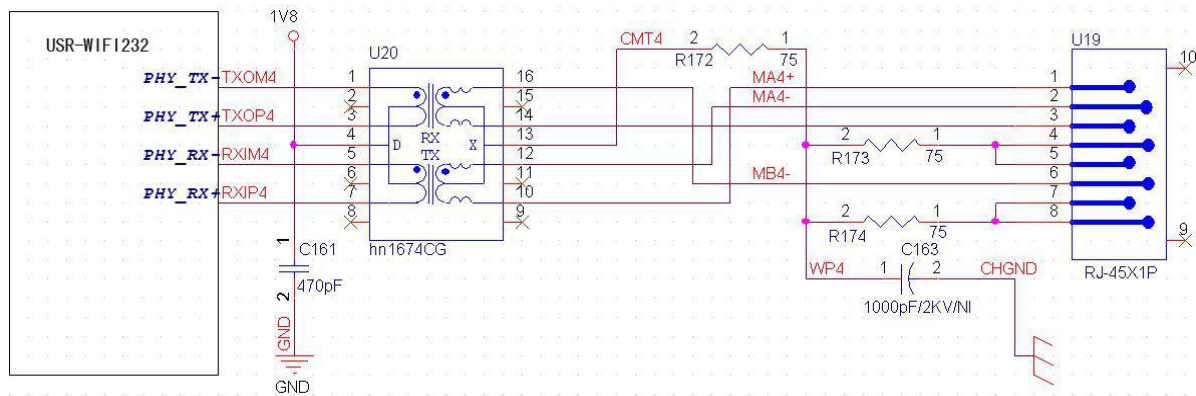 1V8
USR-WIFI232
U20
CMT4
2
1
R172
75
U19
10
PHY_TX-
TXOM4
1
16
MA4+
1
2
15
MA4-
2
PHY_TX+
TXOP4
3
14
3
4
D
RX
X
13
2
1
4
PHY_RX-
RXIM4
5
TX
12
R173
75
5
6
11
MB4-
6
PHY_RX+
RXIP4
7
10
7
8
9
2
1
8
R174
75
9
hn1674CG
1
C161
C163
WP4
1
2
CHGND
RJ-45X1P
2
470pF
1000pF/2KV/NI
GND
GND